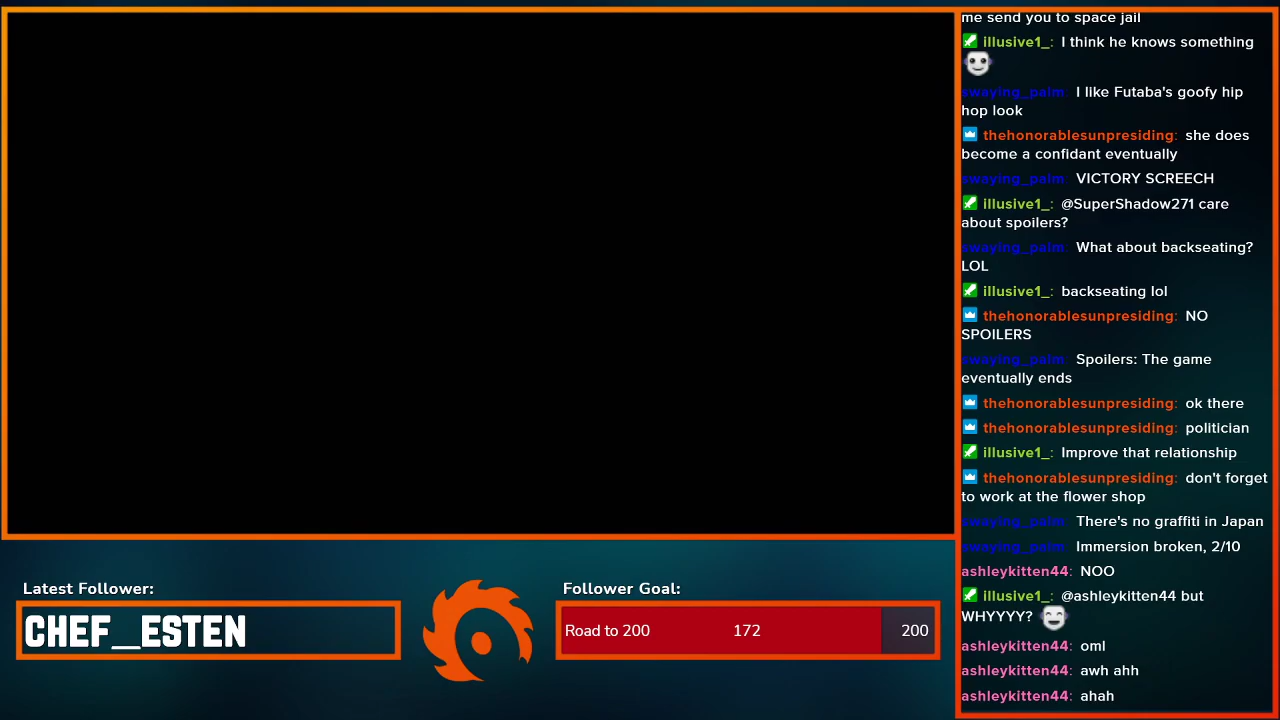 me send you to space jail
illusive1_: I think he knows something
swaying_palm: I like Futaba's goofy hip
hop look
thehonorablesunpresiding: she does
become a confidant eventually
swaying_palm: VICTORY SCREECH
illusive1_: @SuperShadow271 care
about spoilers?
swaying_palm: What about backseating?
LOL
illusive1_: backseating lol
thehonorablesunpresiding: NO
SPOILERS
swaying_palm: Spoilers: The game
eventually ends
thehonorablesunpresiding: ok there
thehonorablesunpresiding: politician
illusive1_: Improve that relationship
thehonorablesunpresiding: don't forget
to work at the flower shop
swaying_palm: There's no graffiti in Japan
swaying_palm: Immersion broken, 2/10
ashleykitten44: NOO
illusive1_: @ashleykitten44 but
WHYYYY?
ashleykitten44: oml
ashleykitten44: awh ahh
ashleykitten44: ahah
Latest Follower:
CHEF__ESTEN
Follower Goal:
Road to 200 172 200